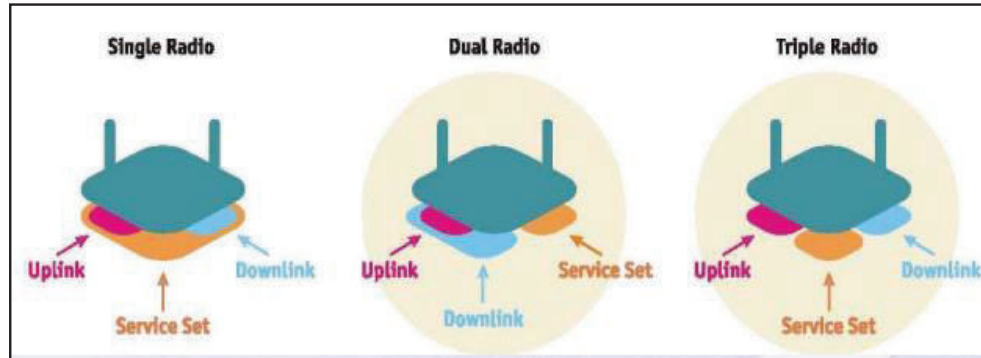 Single Radio
Dual Radio
Triple Radio
Uplink
Downlink
Service Set
Uplink
Service Set
Downlink
Uplink
Downlink
Service Set